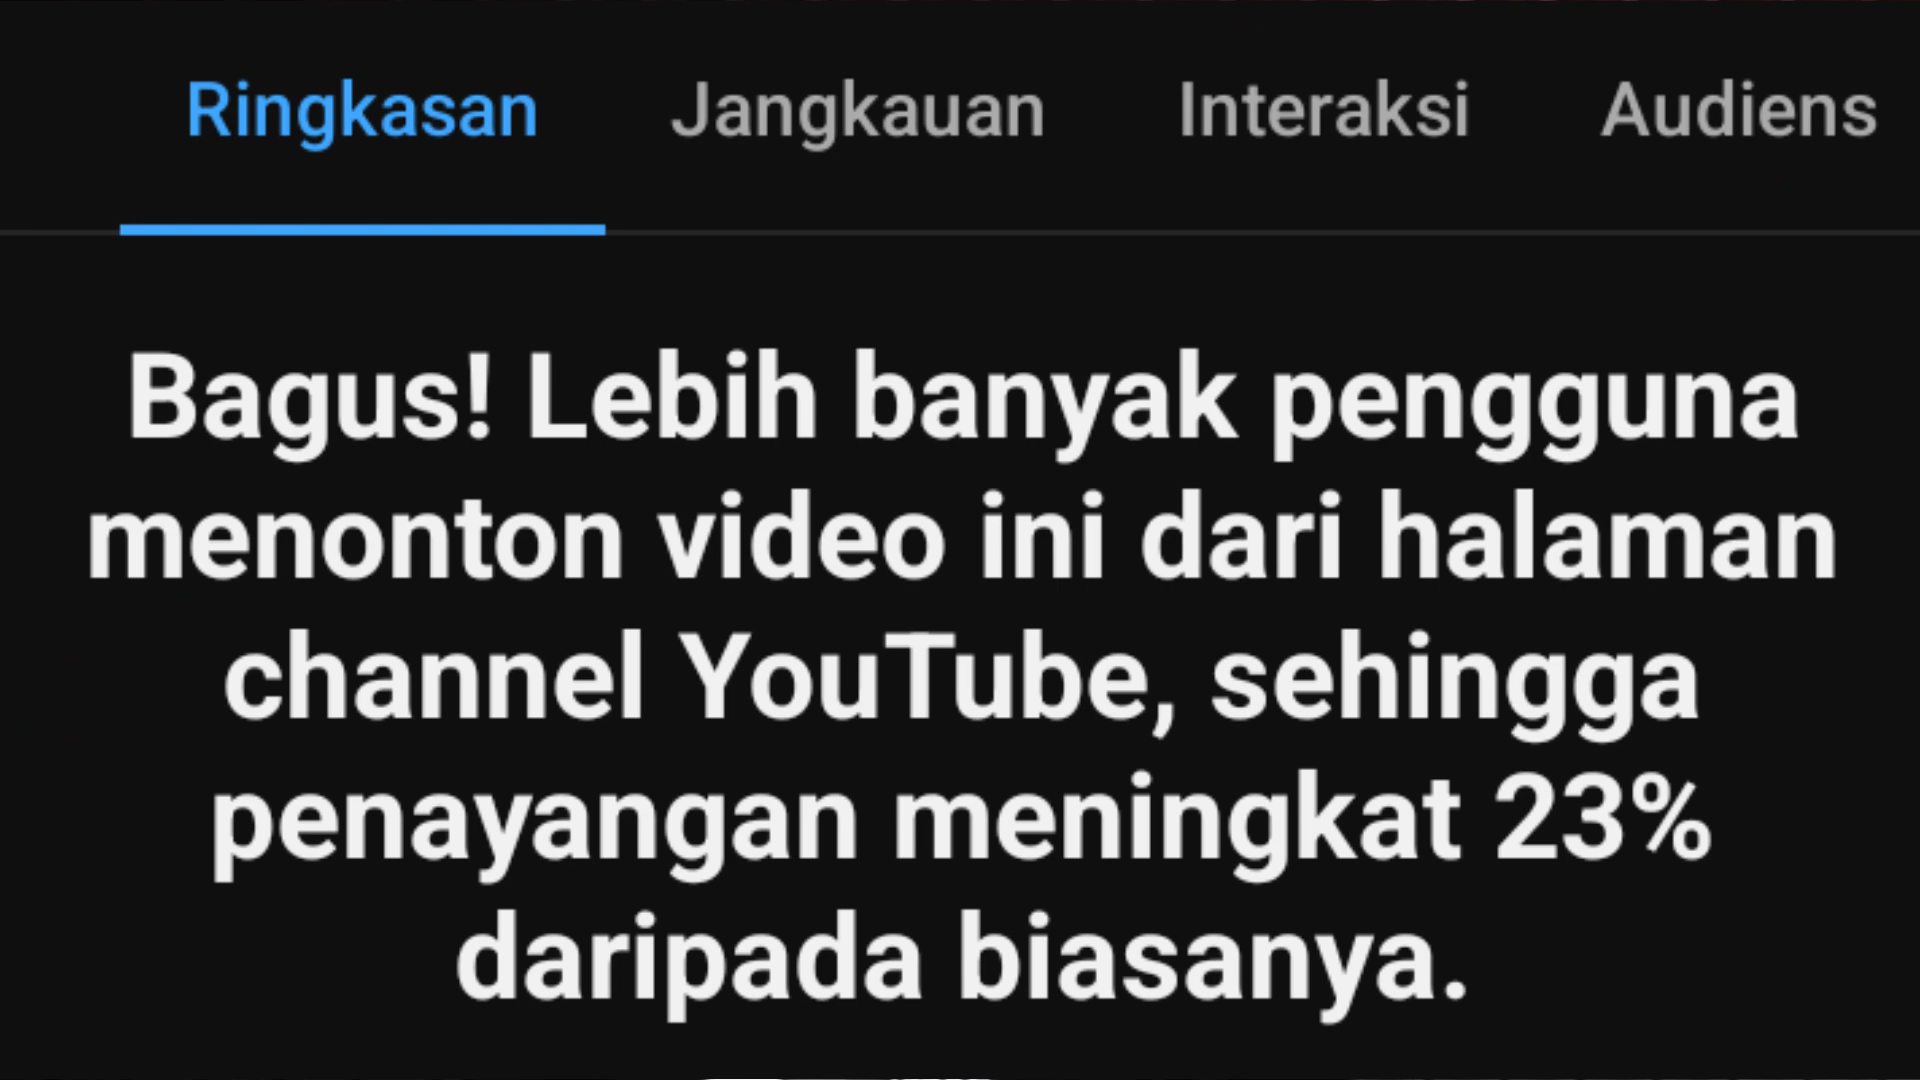 Ringkasan Jangkauan Interaksi Audiens
Bagus! Lebih banyak pengguna
menonton video ini dari halaman
channel YouTube, sehingga
penayangan meningkat 23%
daripada biasanya.